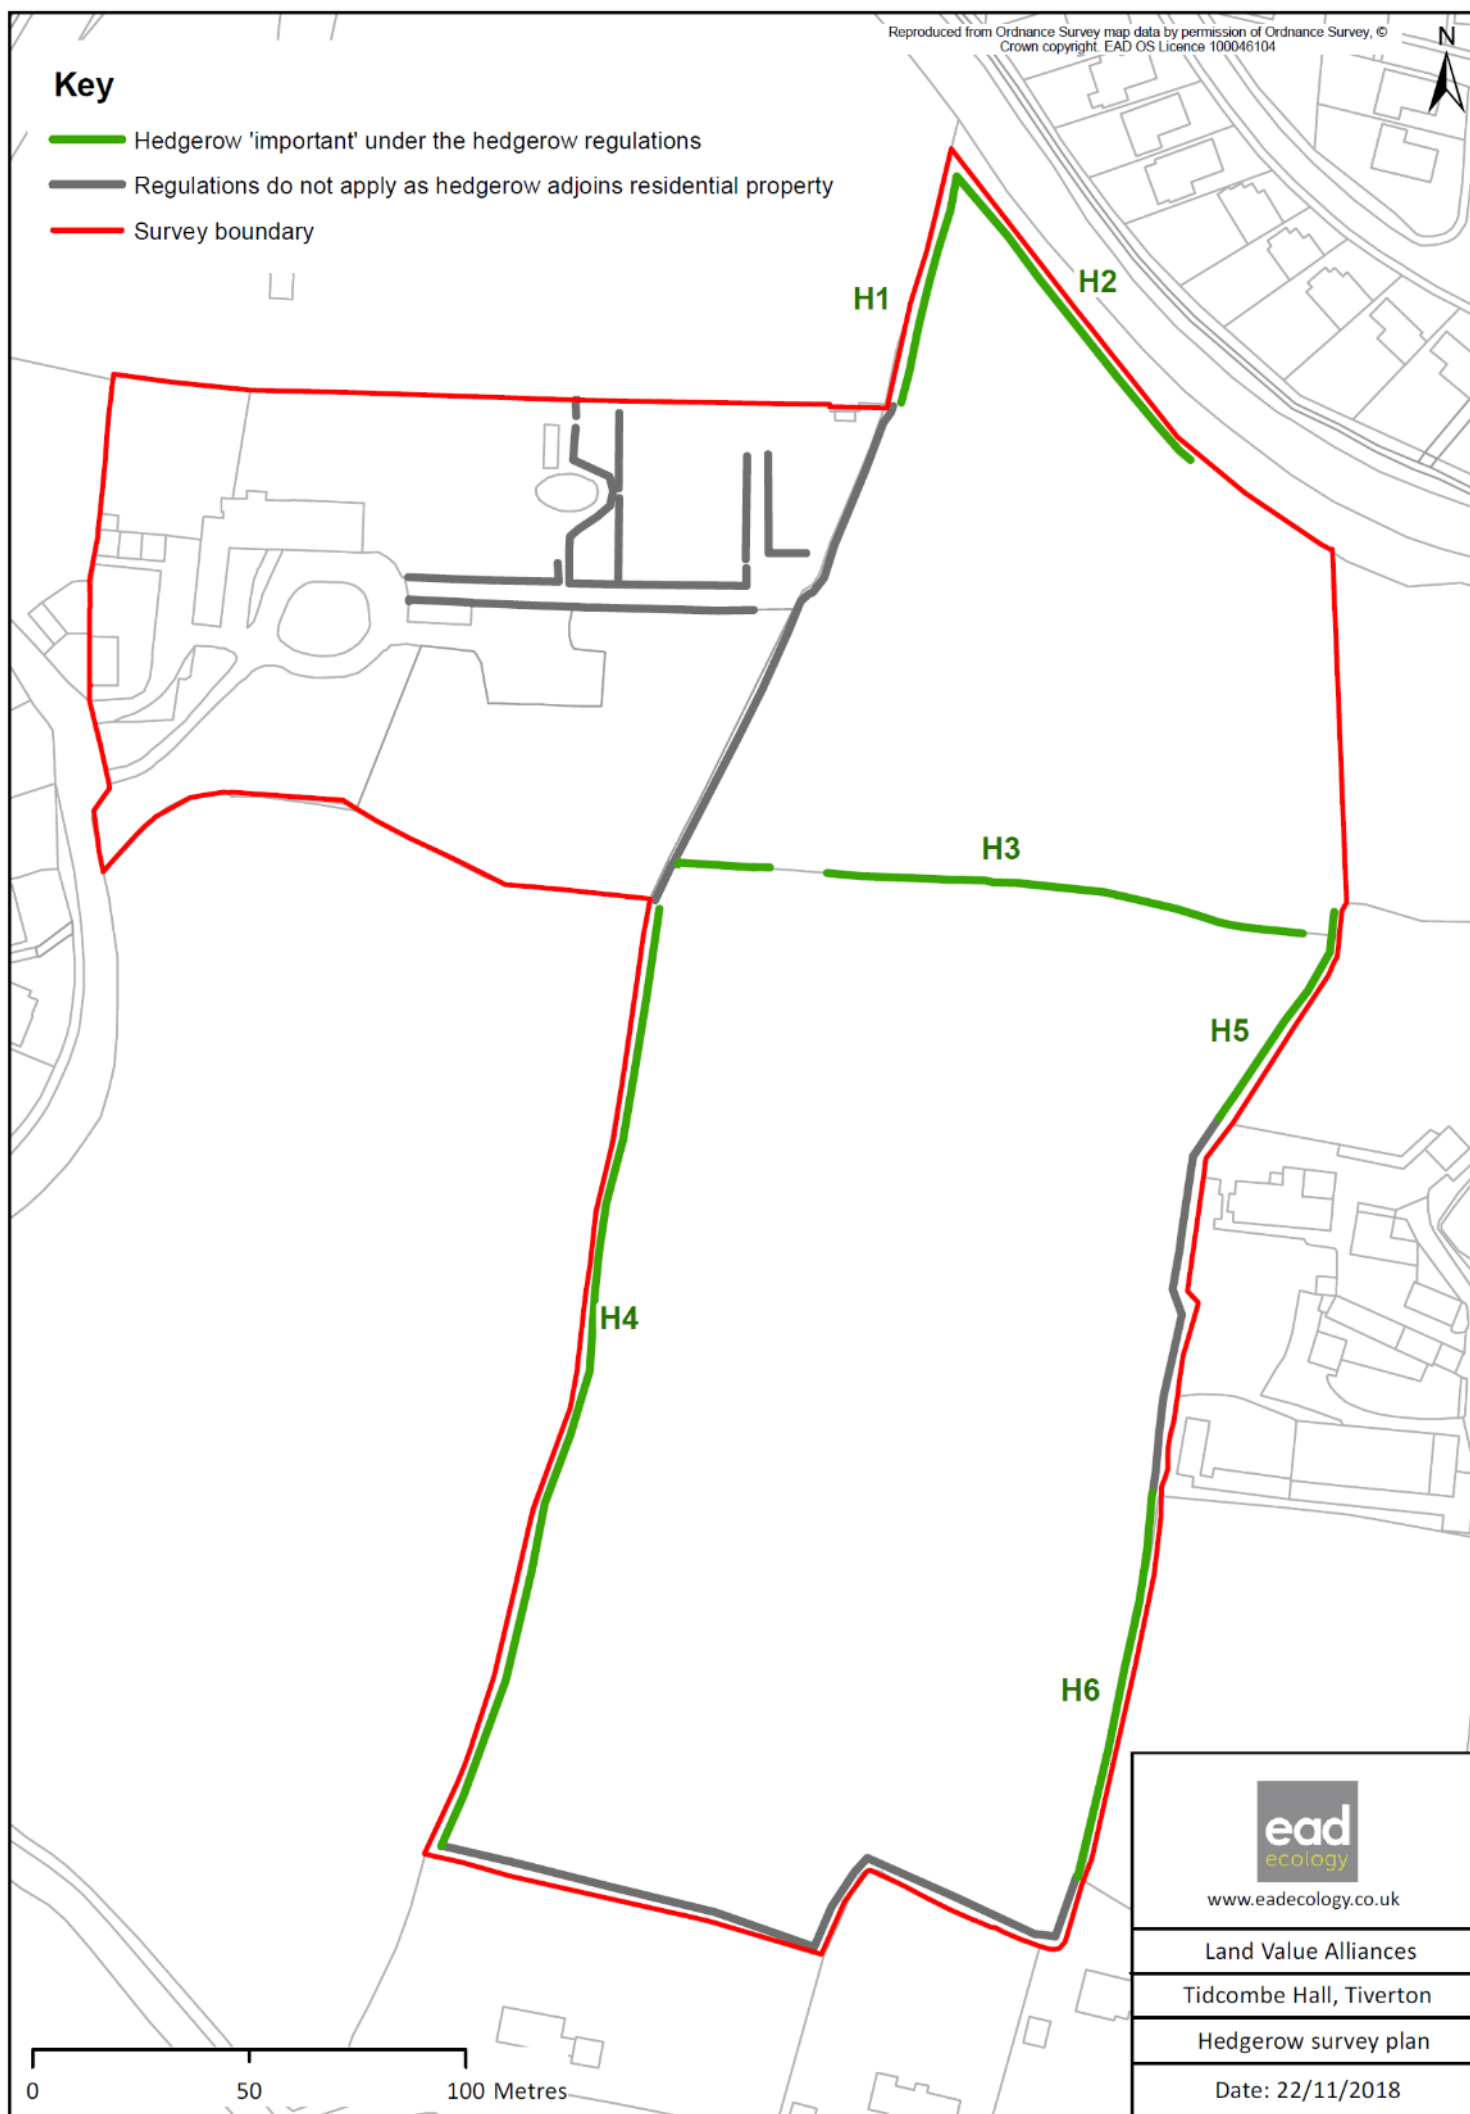 Reproduced from Ordnance Survey map data by permission of Ordnance Survey, ©
Crown copyright. EAD OS Licence 100046104
N
Key
Hedgerow 'important' under the hedgerow regulations
Regulations do not apply as hedgerow adjoins residential property
Survey boundary
H1
H2
H3
H5
H4
H6
ead
ecology
www.eadecology.co.uk
Land Value Alliances
Tidcombe Hall, Tiverton
Hedgerow survey plan
Date: 22/11/2018
0 50 100 Metres